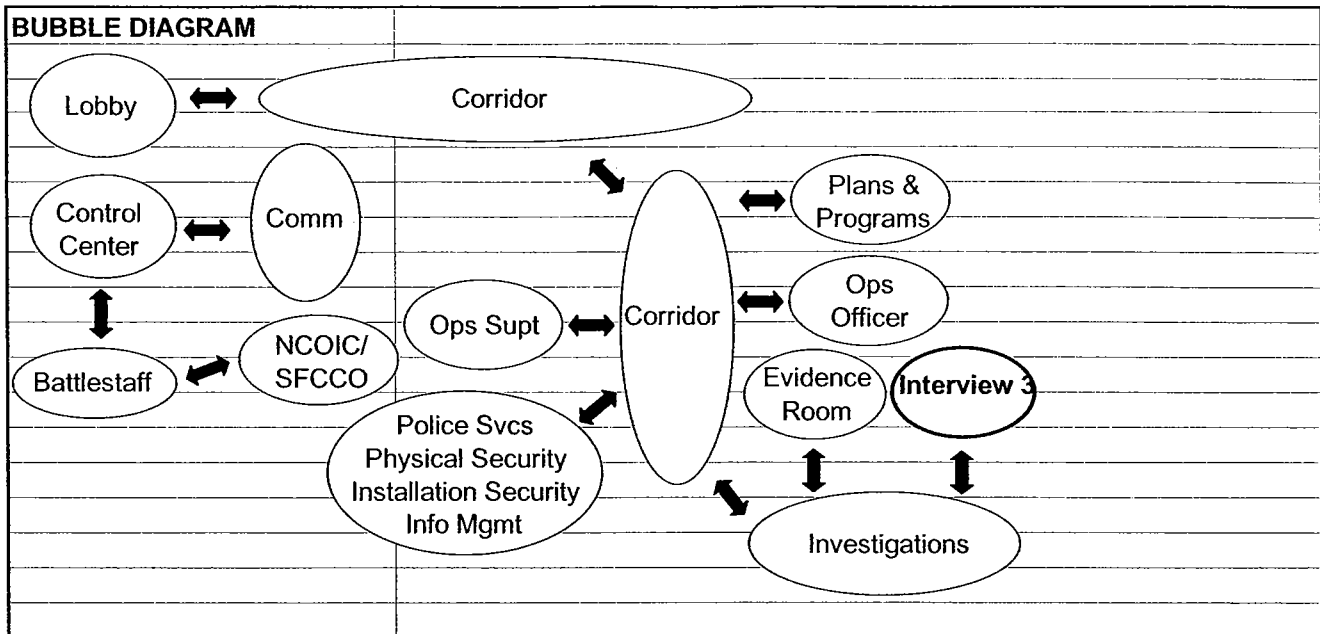 BUBBLE DIAGRAM
Lobby
Corridor
Control
Center
Comm
Plans &
Programs
Ops Supt
Corridor
Ops
Officer
Battlestaff
NCOIC/
SFCCO
Evidence
Room
Interview 3
Police Svcs
Physical Security
Installation Security
Info Mgmt
Investigations